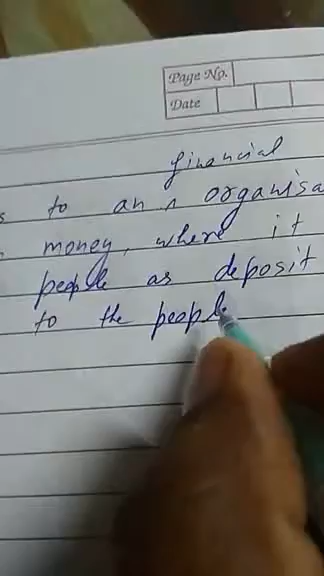 Page No.
Date
financial
s to an ^ organisa
money, where it
people as deposit
to the people